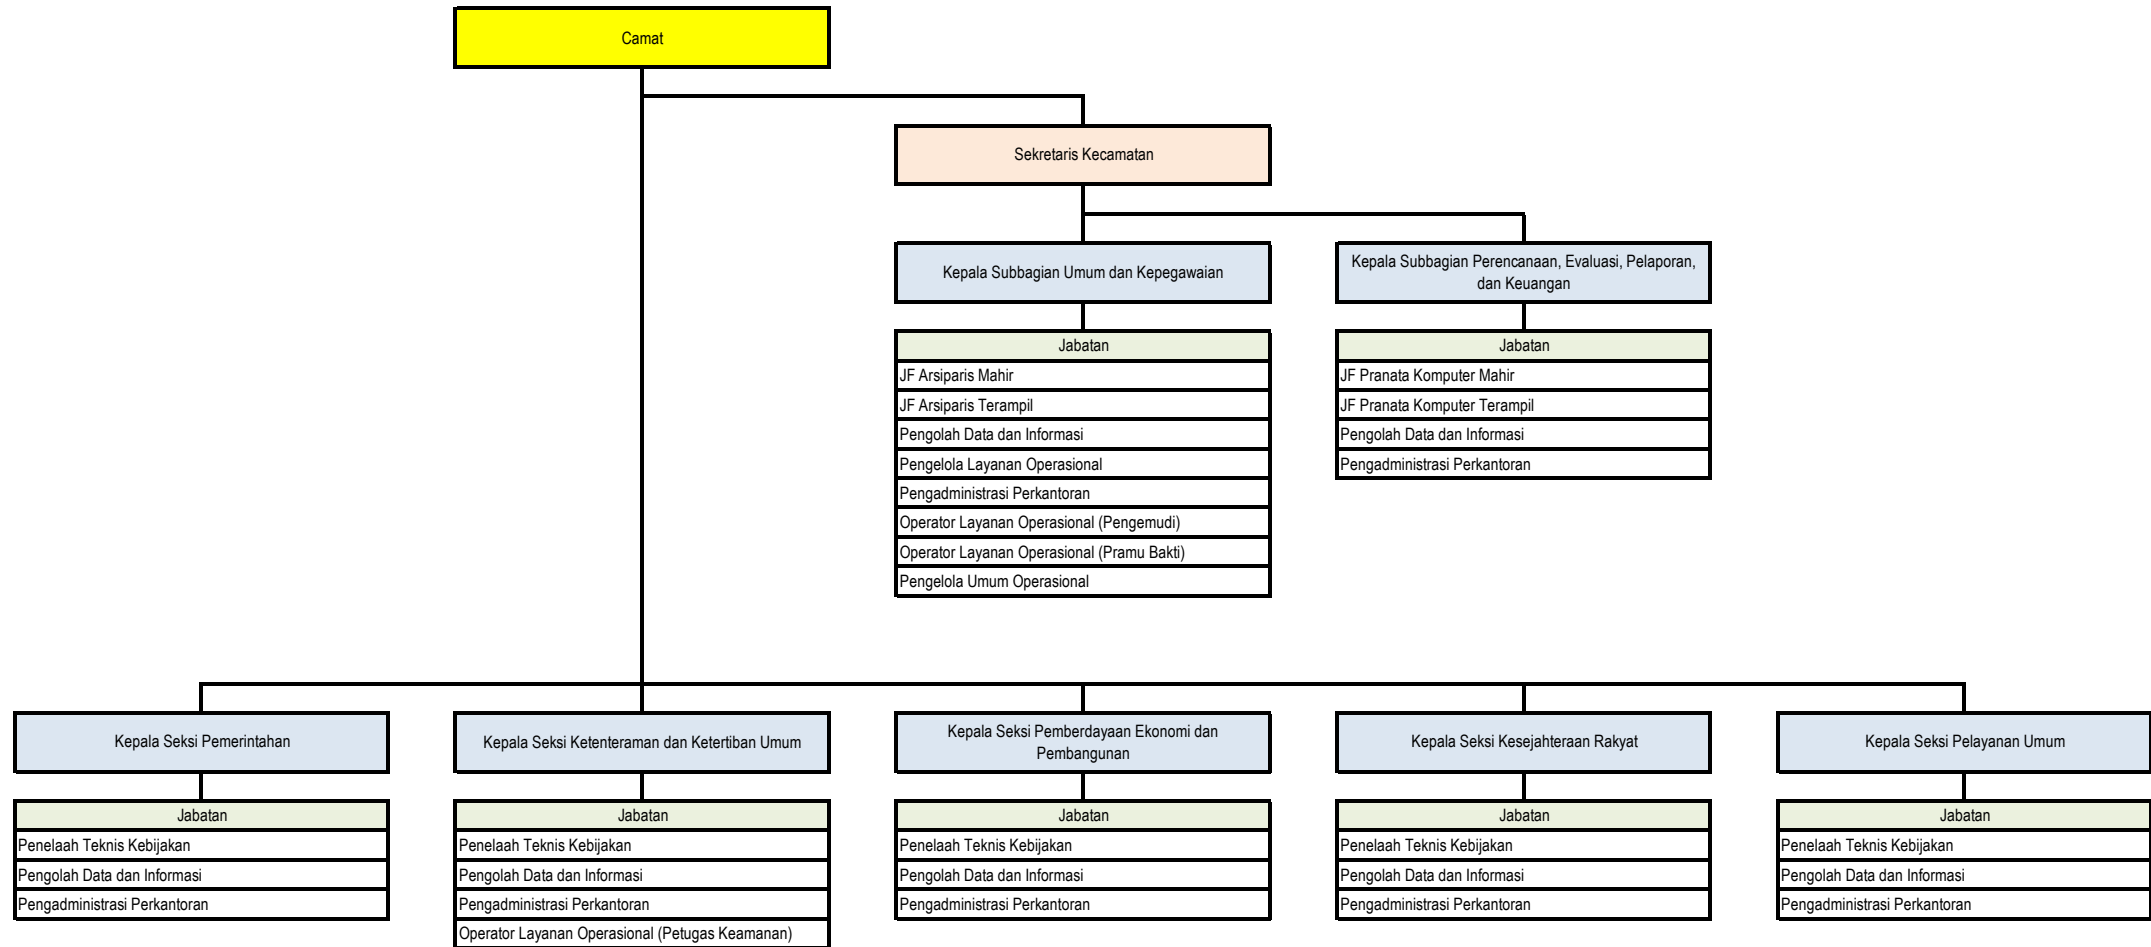 Camat
Sekretaris Kecamatan
Kepala Subbagian Umum dan Kepegawaian
Kepala Subbagian Perencanaan, Evaluasi, Pelaporan,
dan Keuangan
Jabatan
JF Arsiparis Mahir
JF Arsiparis Terampil
Pengolah Data dan Informasi
Pengelola Layanan Operasional
Pengadministrasi Perkantoran
Operator Layanan Operasional (Pengemudi)
Operator Layanan Operasional (Pramu Bakti)
Pengelola Umum Operasional
Jabatan
JF Pranata Komputer Mahir
JF Pranata Komputer Terampil
Pengolah Data dan Informasi
Pengadministrasi Perkantoran
Kepala Seksi Pemerintahan
Jabatan
Penelaah Teknis Kebijakan
Pengolah Data dan Informasi
Pengadministrasi Perkantoran
Kepala Seksi Ketenteraman dan Ketertiban Umum
Jabatan
Penelaah Teknis Kebijakan
Pengolah Data dan Informasi
Pengadministrasi Perkantoran
Operator Layanan Operasional (Petugas Keamanan)
Kepala Seksi Pemberdayaan Ekonomi dan
Pembangunan
Jabatan
Penelaah Teknis Kebijakan
Pengolah Data dan Informasi
Pengadministrasi Perkantoran
Kepala Seksi Kesejahteraan Rakyat
Jabatan
Penelaah Teknis Kebijakan
Pengolah Data dan Informasi
Pengadministrasi Perkantoran
Kepala Seksi Pelayanan Umum
Jabatan
Penelaah Teknis Kebijakan
Pengolah Data dan Informasi
Pengadministrasi Perkantoran